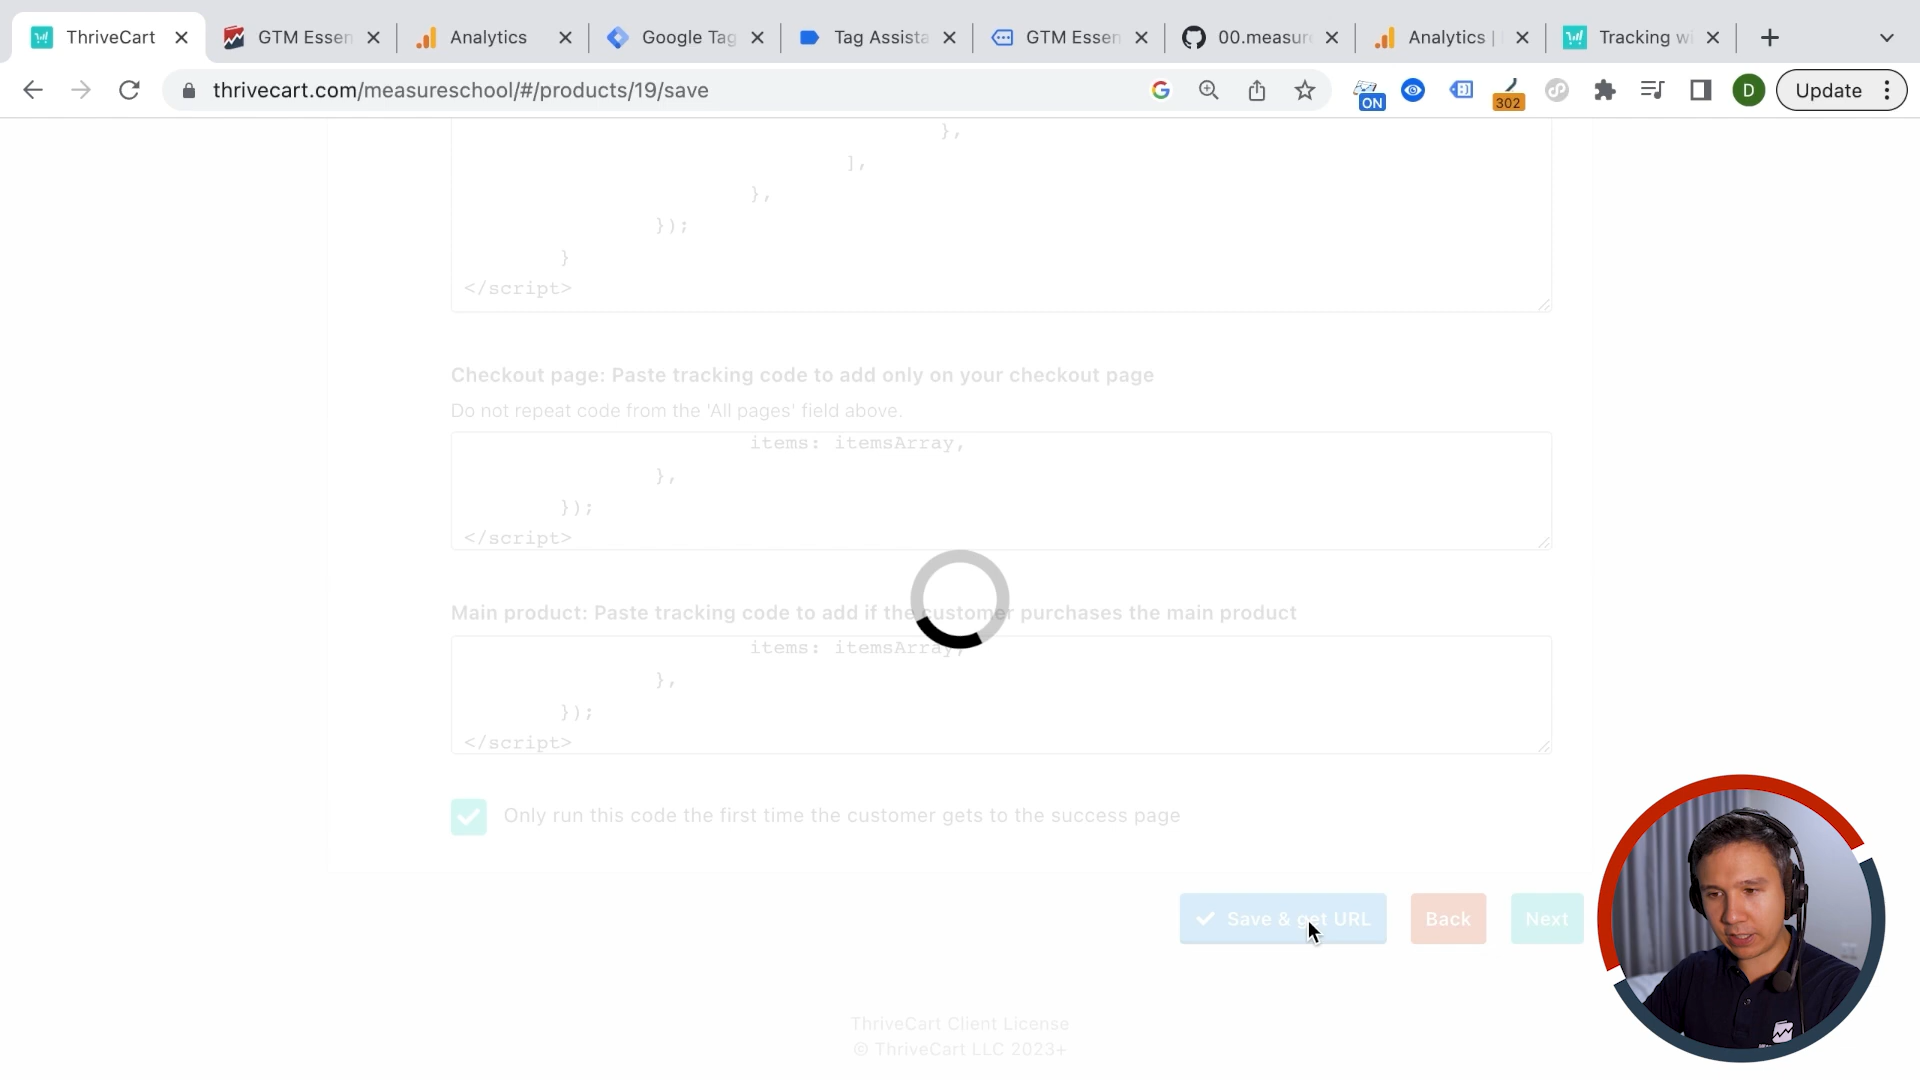 ThriveCart
GTM Essen
Analytics
Google Tag
Tag Assista
GTM Essen
00.measur
Analytics |
Tracking wi
thrivecart.com/measureschool/#/products/19/save
ON
302
D
Update
},
],
},
});
}
</script>
Checkout page: Paste tracking code to add only on your checkout page
Do not repeat code from the 'All pages' field above.
items: itemsArray,
},
});
</script>
Main product: Paste tracking code to add if the customer purchases the main product
items: itemsArray,
},
});
</script>
Only run this code the first time the customer gets to the success page
Save & get URL
Back
Next
ThriveCart Client License
© ThriveCart LLC 2023+